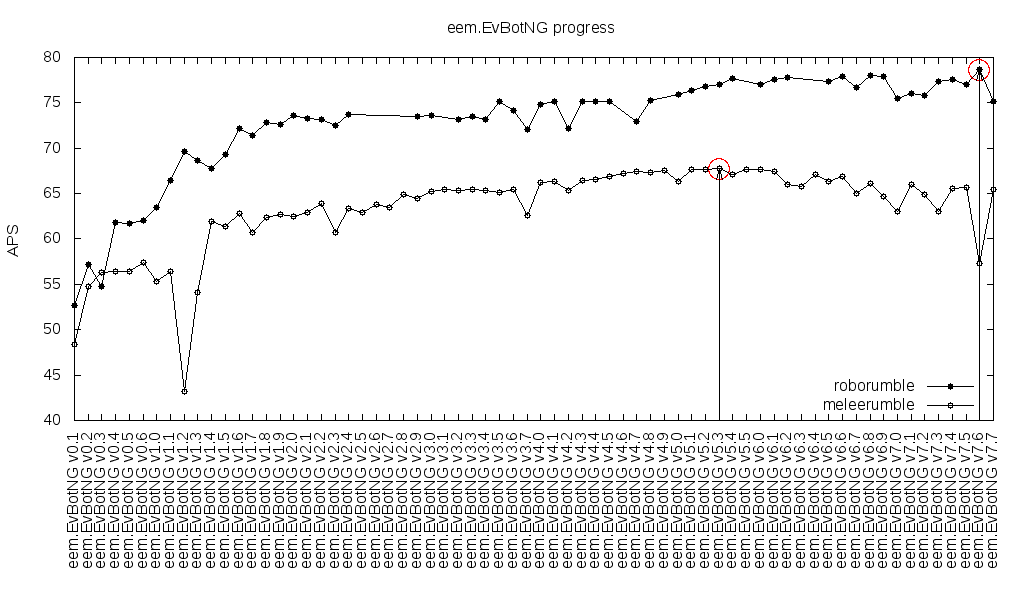 eem.EvBotNG progress
80
75
70
65
60
55
50
45
40
APS
roborumble
meleerumble
eem.EvBotNG v0.1
eem.EvBotNG v0.2
eem.EvBotNG v0.3
eem.EvBotNG v0.4
eem.EvBotNG v0.5
eem.EvBotNG v0.6
eem.EvBotNG v1.0
eem.EvBotNG v1.1
eem.EvBotNG v1.2
eem.EvBotNG v1.3
eem.EvBotNG v1.4
eem.EvBotNG v1.5
eem.EvBotNG v1.6
eem.EvBotNG v1.7
eem.EvBotNG v1.8
eem.EvBotNG v1.9
eem.EvBotNG v2.0
eem.EvBotNG v2.1
eem.EvBotNG v2.2
eem.EvBotNG v2.3
eem.EvBotNG v2.4
eem.EvBotNG v2.5
eem.EvBotNG v2.6
eem.EvBotNG v2.7
eem.EvBotNG v2.8
eem.EvBotNG v2.9
eem.EvBotNG v3.0
eem.EvBotNG v3.1
eem.EvBotNG v3.2
eem.EvBotNG v3.3
eem.EvBotNG v3.4
eem.EvBotNG v3.5
eem.EvBotNG v3.6
eem.EvBotNG v3.7
eem.EvBotNG v4.0
eem.EvBotNG v4.1
eem.EvBotNG v4.2
eem.EvBotNG v4.3
eem.EvBotNG v4.4
eem.EvBotNG v4.5
eem.EvBotNG v4.6
eem.EvBotNG v4.7
eem.EvBotNG v4.8
eem.EvBotNG v4.9
eem.EvBotNG v5.0
eem.EvBotNG v5.1
eem.EvBotNG v5.2
eem.EvBotNG v5.3
eem.EvBotNG v5.4
eem.EvBotNG v5.5
eem.EvBotNG v6.0
eem.EvBotNG v6.1
eem.EvBotNG v6.2
eem.EvBotNG v6.3
eem.EvBotNG v6.4
eem.EvBotNG v6.5
eem.EvBotNG v6.6
eem.EvBotNG v6.7
eem.EvBotNG v6.8
eem.EvBotNG v6.9
eem.EvBotNG v7.0
eem.EvBotNG v7.1
eem.EvBotNG v7.2
eem.EvBotNG v7.3
eem.EvBotNG v7.4
eem.EvBotNG v7.5
eem.EvBotNG v7.6
eem.EvBotNG v7.7